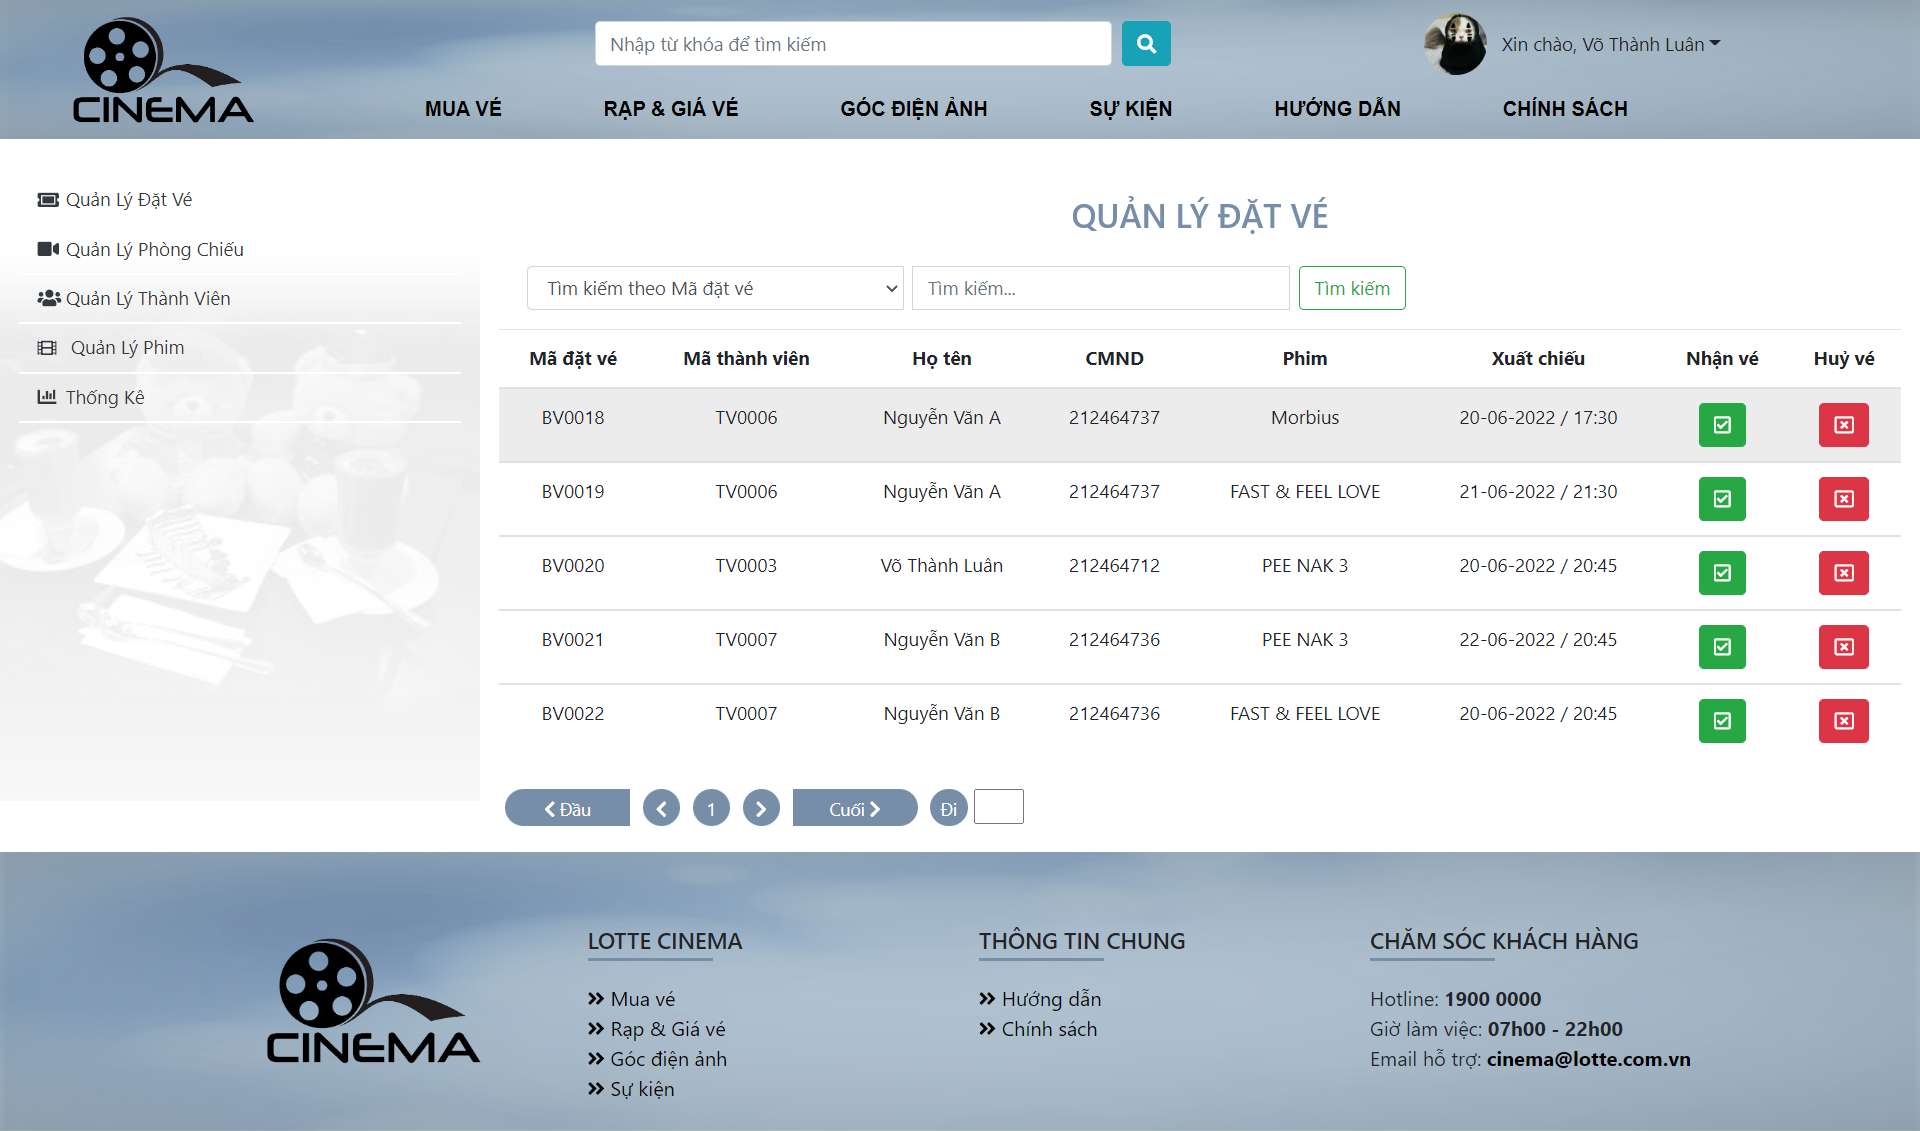 CINEMA
Nhập từ khóa để tìm kiếm
Xin chào, Võ Thành Luân
MUA VÉ RẠP & GIÁ VÉ GÓC ĐIỆN ẢNH SỰ KIỆN HƯỚNG DẪN CHÍNH SÁCH
Quản Lý Đặt Vé
Quản Lý Phòng Chiếu
Quản Lý Thành Viên
Quản Lý Phim
Thống Kê
QUẢN LÝ ĐẶT VÉ
Tìm kiếm theo Mã đặt vé Tìm kiếm... Tìm kiếm
Mã đặt vé Mã thành viên Họ tên CMND Phim Xuất chiếu Nhận vé Huỷ vé
BV0018 TV0006 Nguyễn Văn A 212464737 Morbius 20-06-2022 / 17:30
BV0019 TV0006 Nguyễn Văn A 212464737 FAST & FEEL LOVE 21-06-2022 / 21:30
BV0020 TV0003 Võ Thành Luân 212464712 PEE NAK 3 20-06-2022 / 20:45
BV0021 TV0007 Nguyễn Văn B 212464736 PEE NAK 3 22-06-2022 / 20:45
BV0022 TV0007 Nguyễn Văn B 212464736 FAST & FEEL LOVE 20-06-2022 / 20:45
Đầu 1 Cuối Đi
CINEMA
LOTTE CINEMA
Mua vé
Rạp & Giá vé
Góc điện ảnh
Sự kiện
THÔNG TIN CHUNG
Hướng dẫn
Chính sách
CHĂM SÓC KHÁCH HÀNG
Hotline: 1900 0000
Giờ làm việc: 07h00 - 22h00
Email hỗ trợ: cinema@lotte.com.vn